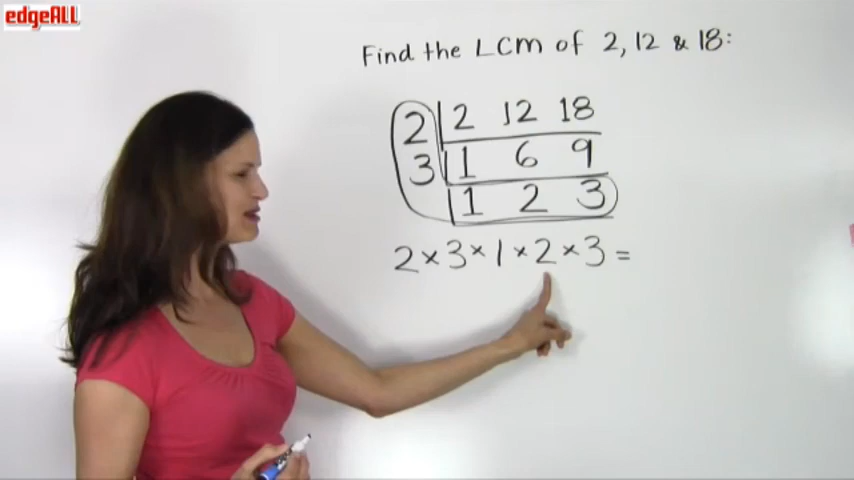 edgeALL
Find the LCM of 2, 12 & 18:
2 2 12 18
3 1 6 9
1 2 3
2 × 3 × 1 × 2 × 3 =